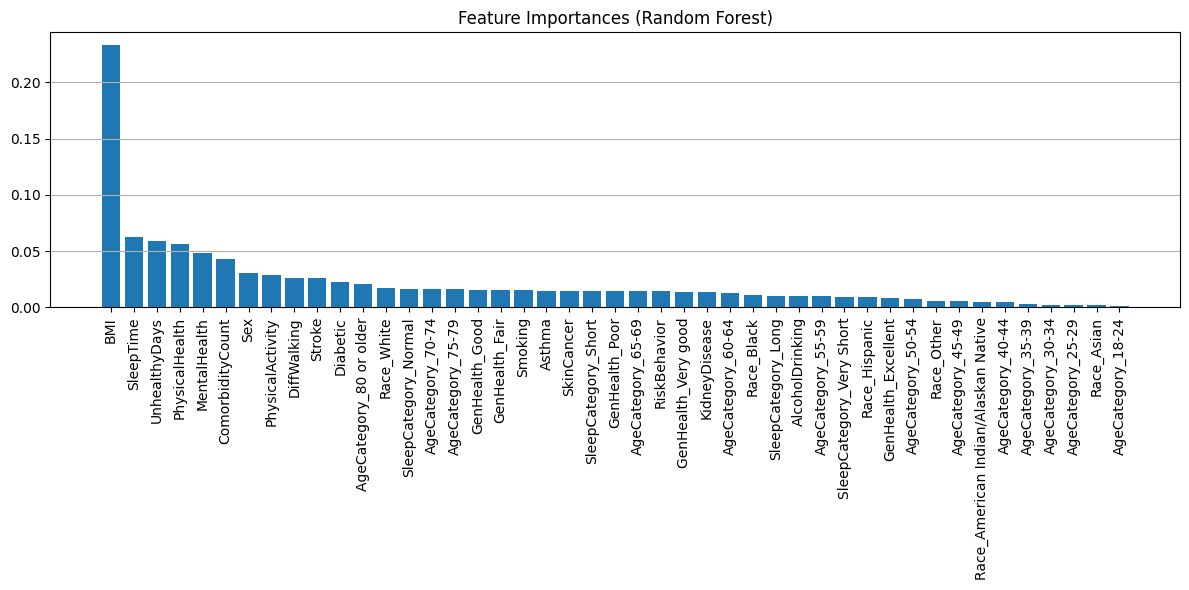 Feature Importances (Random Forest)
0.20
0.15
0.10
0.05
0.00
BMI
SleepTime
UnhealthyDays
PhysicalHealth
MentalHealth
ComorbidityCount
Sex
PhysicalActivity
DiffWalking
Stroke
Diabetic
AgeCategory_80 or older
Race_White
SleepCategory_Normal
AgeCategory_70-74
AgeCategory_75-79
GenHealth_Good
GenHealth_Fair
Smoking
Asthma
SkinCancer
SleepCategory_Short
GenHealth_Poor
AgeCategory_65-69
RiskBehavior
GenHealth_Very good
KidneyDisease
AgeCategory_60-64
Race_Black
SleepCategory_Long
AlcoholDrinking
AgeCategory_55-59
SleepCategory_Very Short
Race_Hispanic
GenHealth_Excellent
AgeCategory_50-54
Race_Other
AgeCategory_45-49
Race_American Indian/Alaskan Native
AgeCategory_40-44
AgeCategory_35-39
AgeCategory_30-34
AgeCategory_25-29
Race_Asian
AgeCategory_18-24